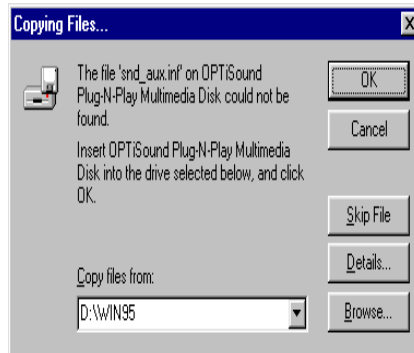 Copying Files...
The file 'snd_aux.inf' on OPTiSound
Plug-N-Play Multimedia Disk could not be
found.
Insert OPTiSound Plug-N-Play Multimedia
Disk into the drive selected below, and click
OK.
Copy files from:
D:\WIN95
OK
Cancel
Skip File
Details...
Browse...